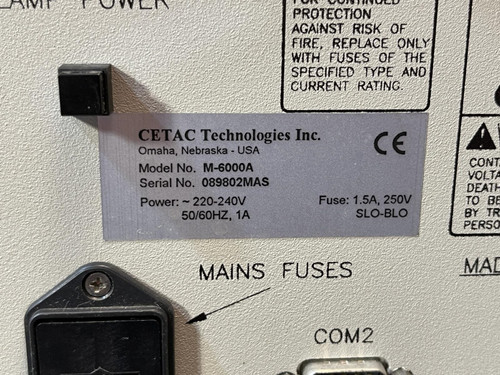 LAMP POWER
FOR CONTINUED
PROTECTION
AGAINST RISK OF
FIRE, REPLACE ONLY
WITH FUSES OF THE
SPECIFIED TYPE AND
CURRENT RATING.
CETAC Technologies Inc.
Omaha, Nebraska - USA
CE
Model No. M-6000A
Serial No. 089802MAS
Power: ~ 220-240V
50/60HZ, 1A
Fuse: 1.5A, 250V
SLO-BLO
MAINS FUSES
COM2